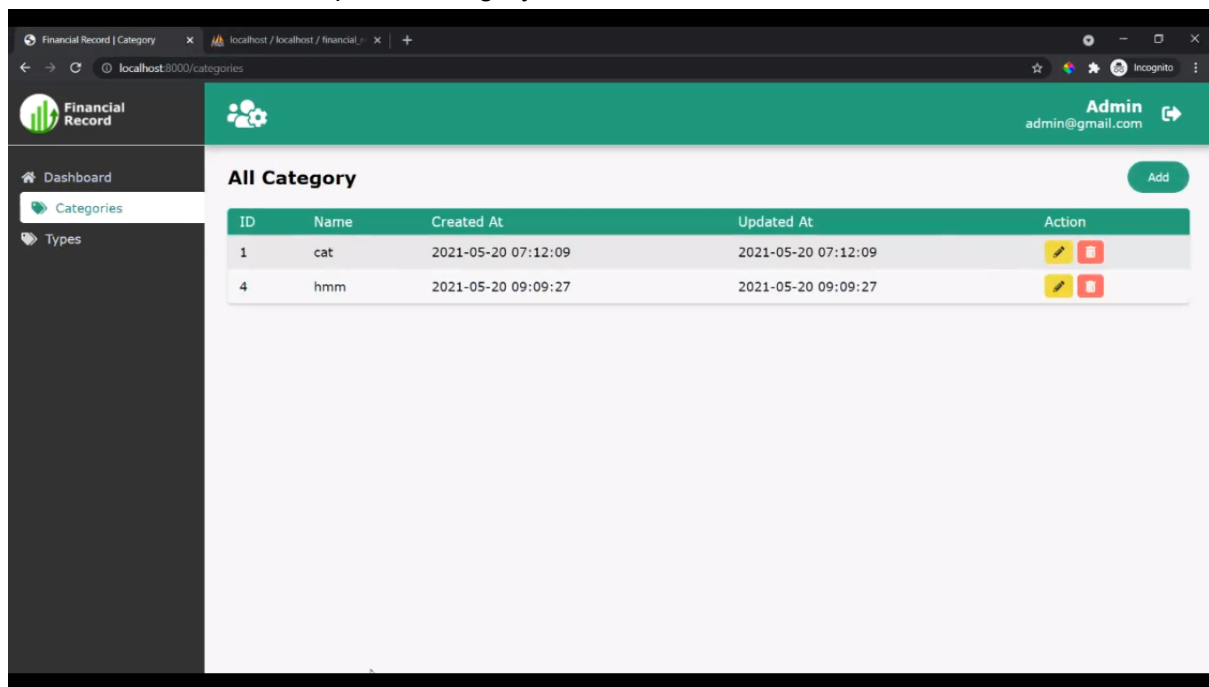 Financial Record | Category
localhost / localhost / financial_r
localhost:8000/categories
Incognito
Financial
Record
Admin
admin@gmail.com
Dashboard
Categories
Types
All Category
Add
ID Name Created At Updated At Action
1 cat 2021-05-20 07:12:09 2021-05-20 07:12:09
4 hmm 2021-05-20 09:09:27 2021-05-20 09:09:27